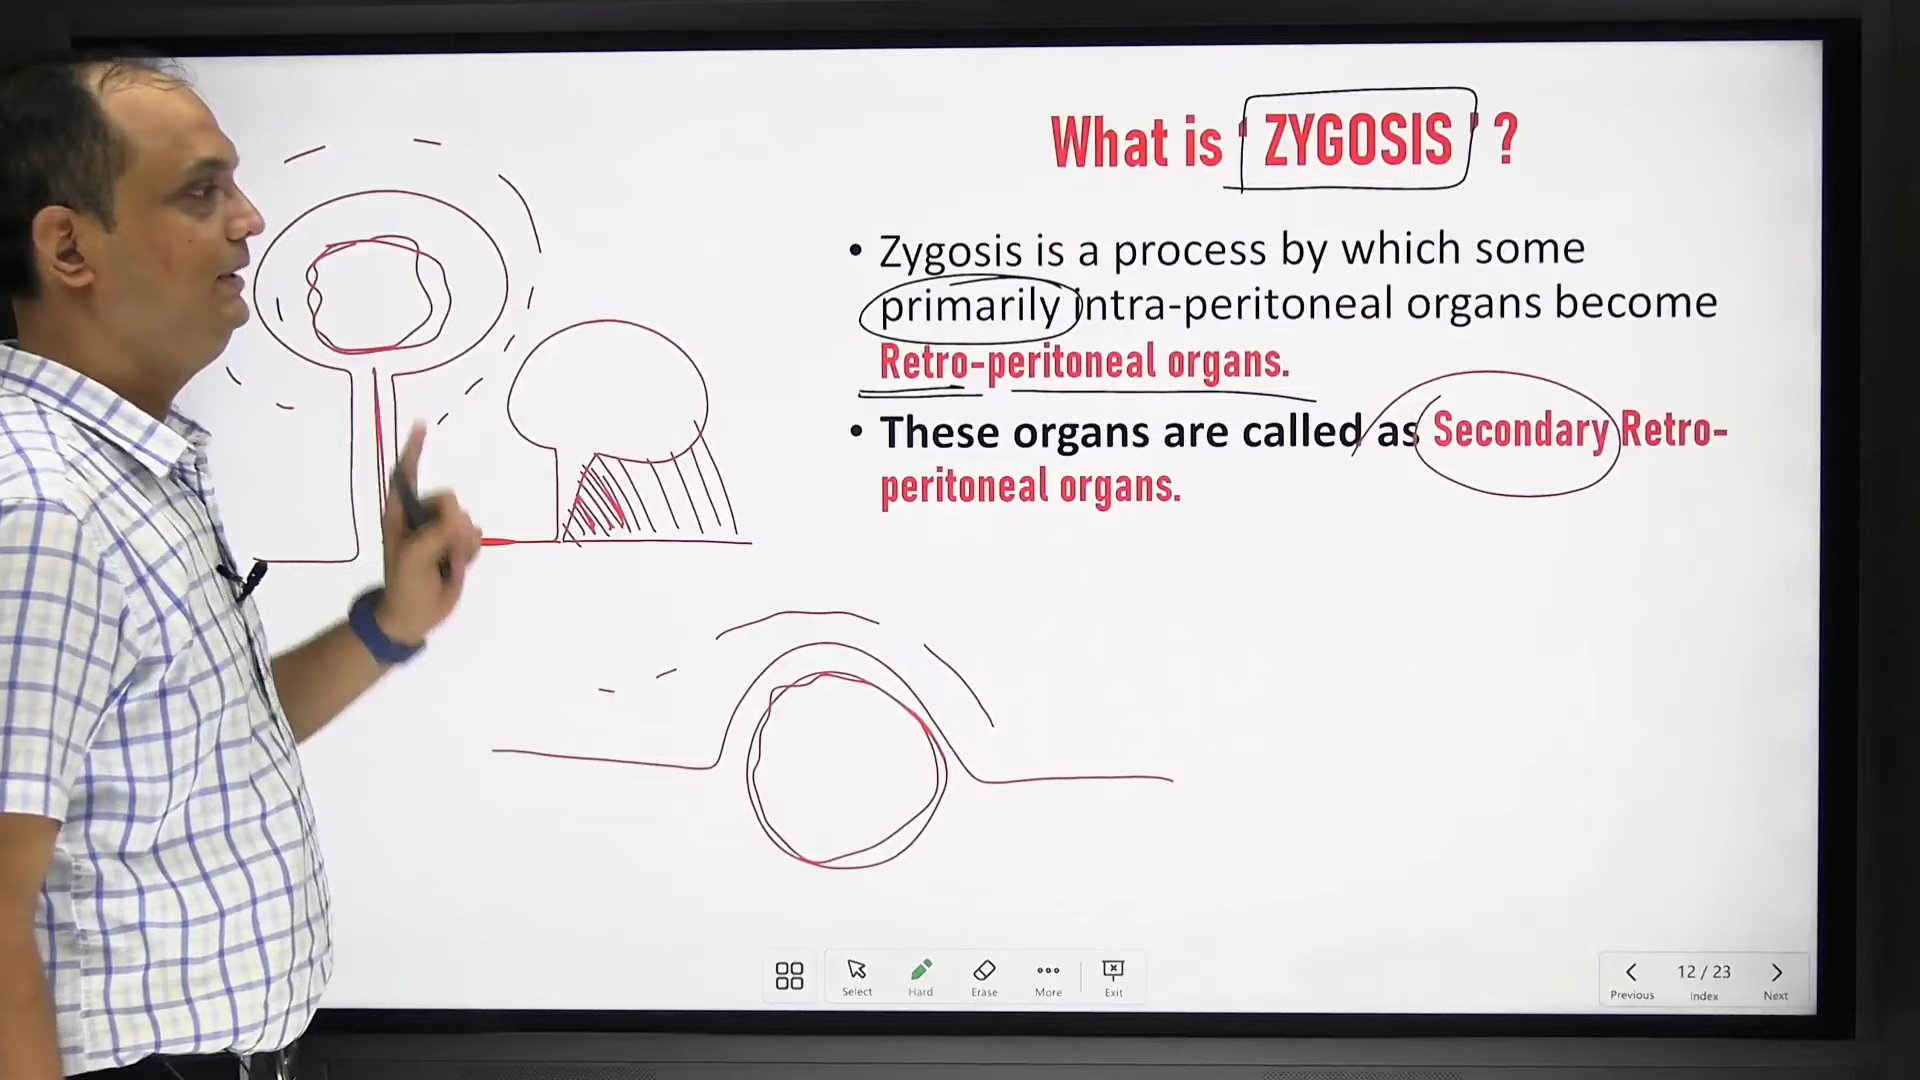 What is 'ZYGOSIS' ?
• Zygosis is a process by which some
primarily intra-peritoneal organs become
Retro-peritoneal organs.
• These organs are called as Secondary Retro-
peritoneal organs.
Select
Hard
Erase
More
Exit
12 / 23
Previous
Index
Next